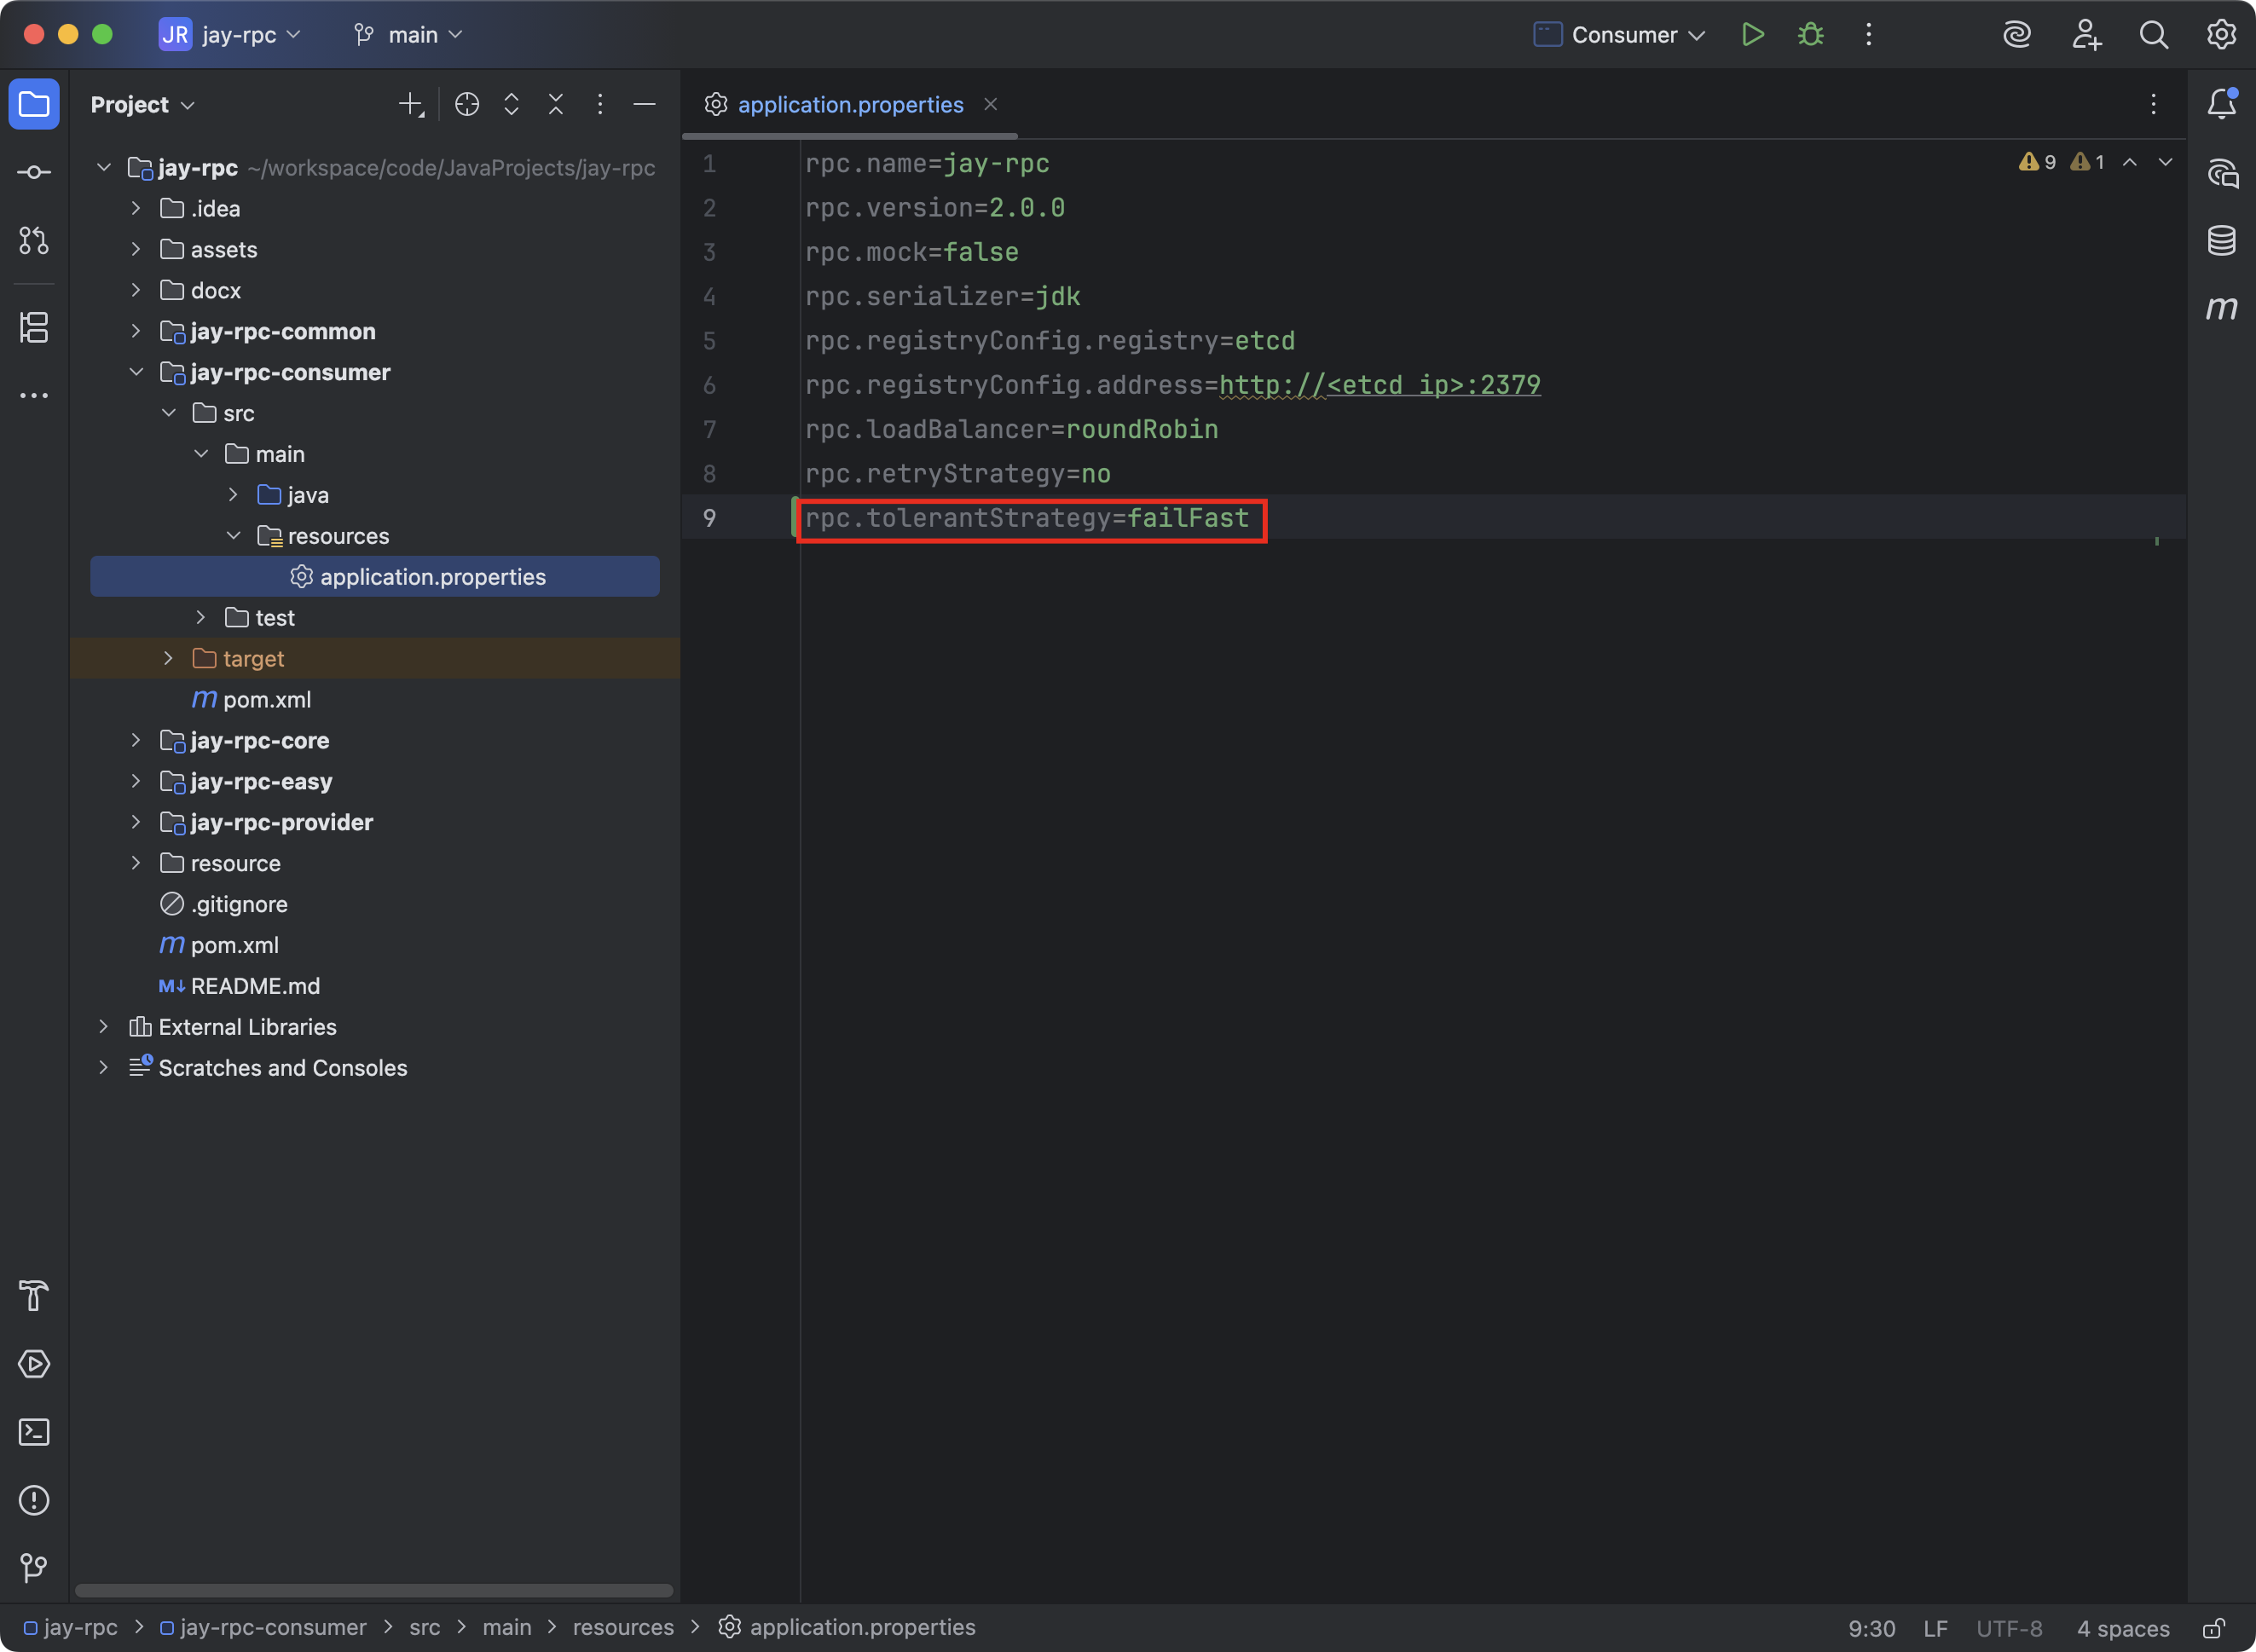 JR jay-rpc main Consumer
Project
jay-rpc ~/workspace/code/JavaProjects/jay-rpc
.idea
assets
docx
jay-rpc-common
jay-rpc-consumer
src
main
java
resources
application.properties
test
target
m pom.xml
jay-rpc-core
jay-rpc-easy
jay-rpc-provider
resource
.gitignore
m pom.xml
M↓ README.md
External Libraries
Scratches and Consoles
application.properties
9 1
1 rpc.name=jay-rpc
2 rpc.version=2.0.0
3 rpc.mock=false
4 rpc.serializer=jdk
5 rpc.registryConfig.registry=etcd
6 rpc.registryConfig.address=http://<etcd ip>:2379
7 rpc.loadBalancer=roundRobin
8 rpc.retryStrategy=no
9 rpc.tolerantStrategy=failFast
m
jay-rpc > jay-rpc-consumer > src > main > resources > application.properties 9:30 LF UTF-8 4 spaces